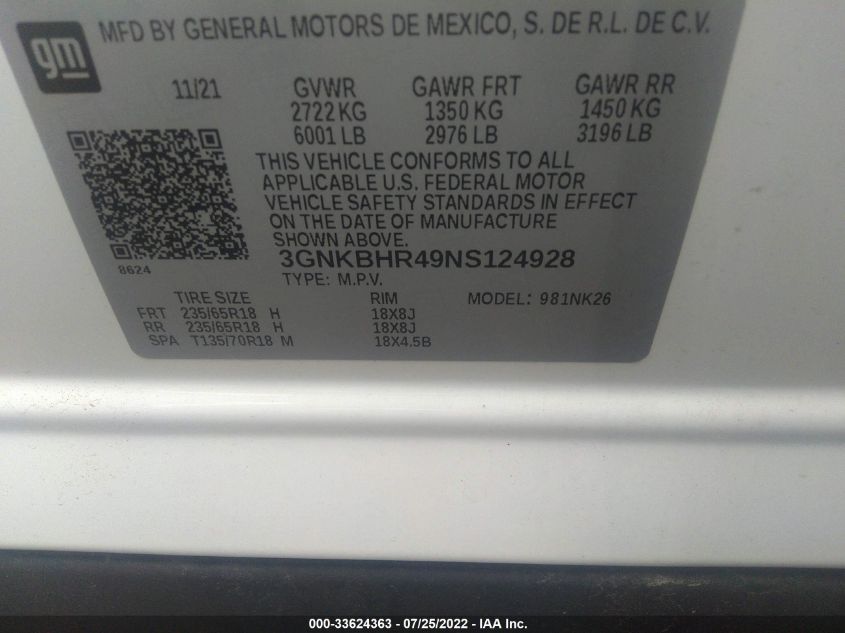 gm
MFD BY GENERAL MOTORS DE MEXICO, S. DE R.L. DE C.V.
11/21 GVWR GAWR FRT GAWR RR
2722 KG 1350 KG 1450 KG
6001 LB 2976 LB 3196 LB
THIS VEHICLE CONFORMS TO ALL
APPLICABLE U.S. FEDERAL MOTOR
VEHICLE SAFETY STANDARDS IN EFFECT
ON THE DATE OF MANUFACTURE
SHOWN ABOVE.
8624
3GNKBHR49NS124928
TYPE: M.P.V.
TIRE SIZE RIM MODEL: 981NK26
FRT 235/65R18 H 18X8J
RR 235/65R18 H 18X8J
SPA T135/70R18 M 18X4.5B
000-33624363 - 07/25/2022 - IAA Inc.